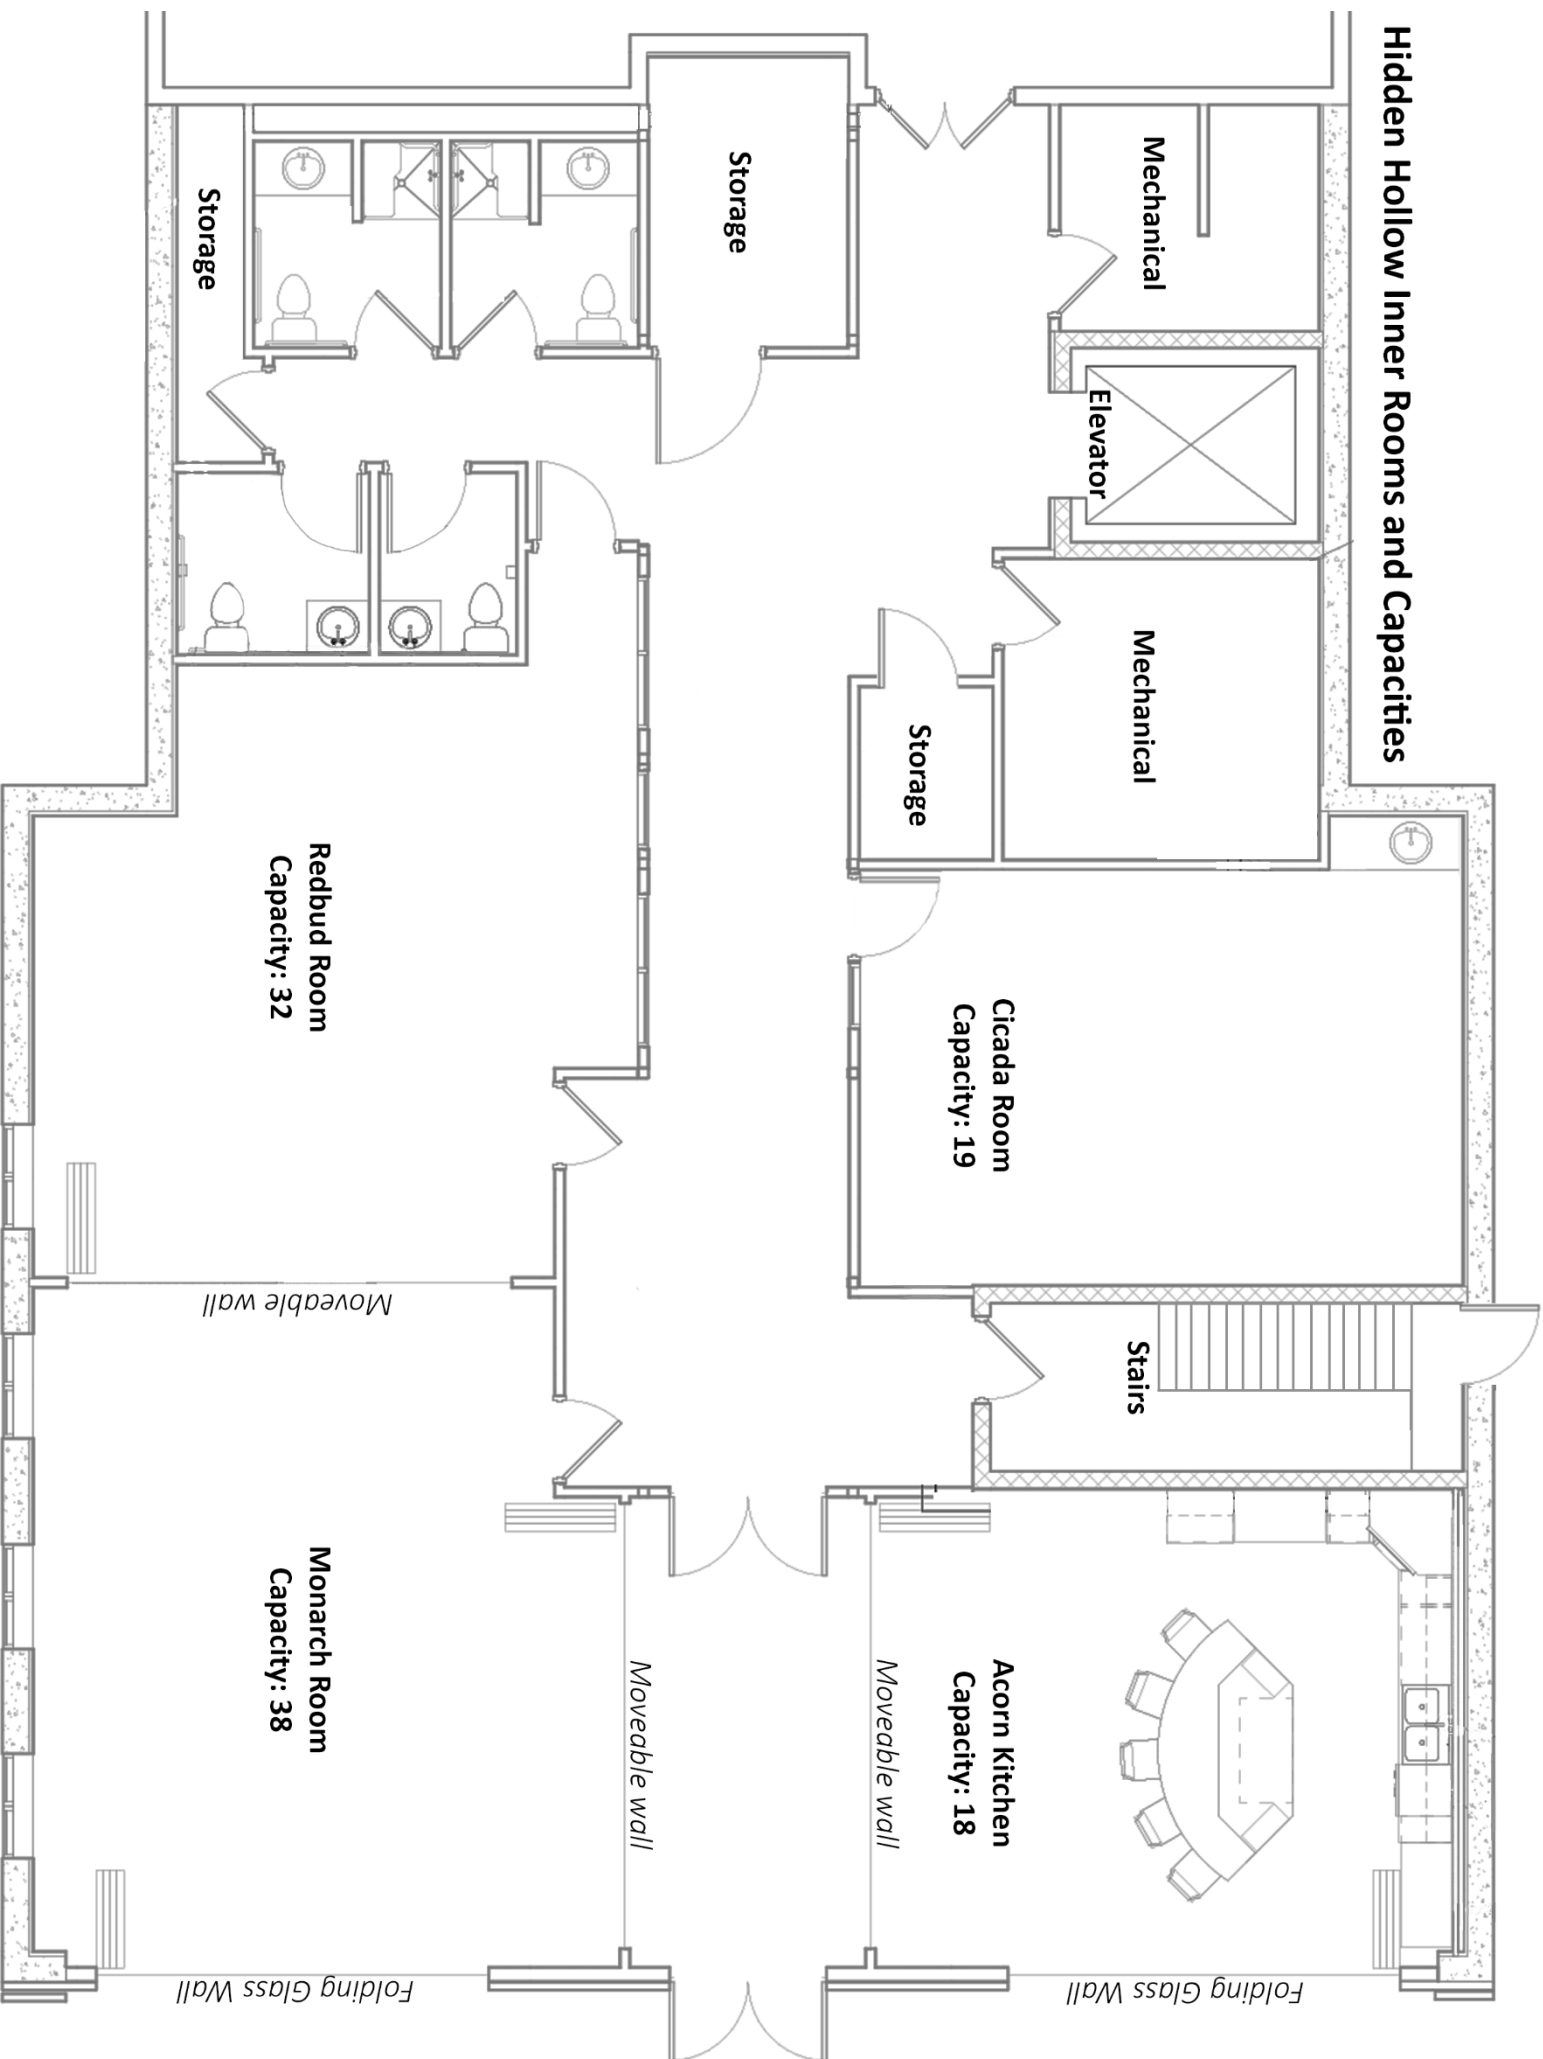 Hidden Hollow Inner Rooms and Capacities
Mechanical
Elevator
Mechanical
Storage
Storage
Storage
Cicada Room
Capacity: 19
Stairs
Acorn Kitchen
Capacity: 18
Redbud Room
Capacity: 32
Monarch Room
Capacity: 38
Moveable wall
Moveable wall
Moveable wall
Folding Glass Wall
Folding Glass Wall